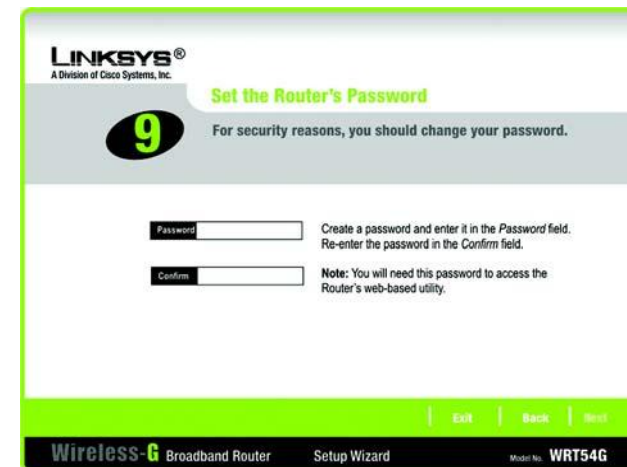 LINKSYS®
A Division of Cisco Systems, Inc.
Set the Router's Password
9
For security reasons, you should change your password.
Password
Create a password and enter it in the Password field.
Re-enter the password in the Confirm field.
Confirm
Note: You will need this password to access the
Router's web-based utility.
Exit
Back
Next
Wireless-G Broadband Router
Setup Wizard
Model No. WRT54G